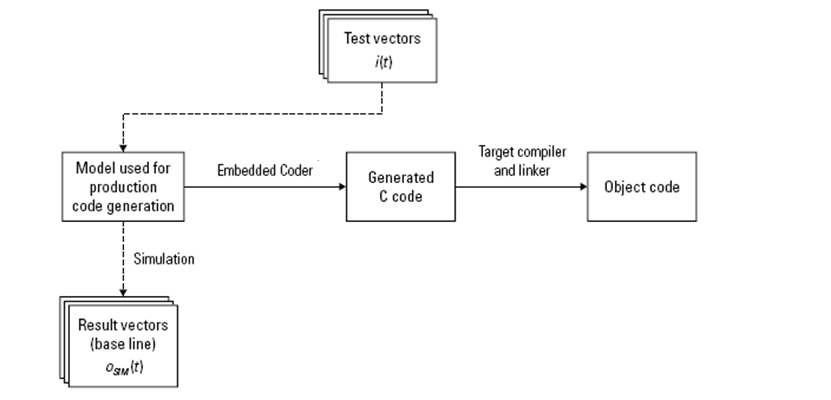 Test vectors
i(t)
Model used for
production
code generation
Embedded Coder
Generated
C code
Target compiler
and linker
Object code
Simulation
Result vectors
(base line)
oSIM(t)